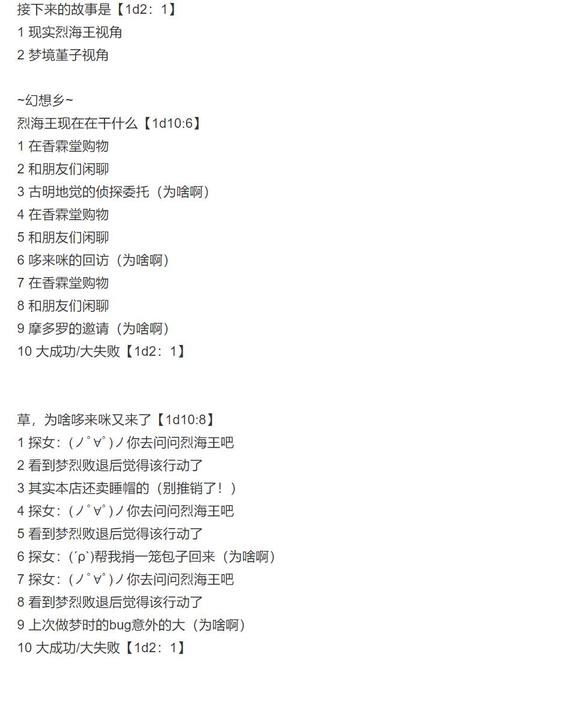 接下来的故事是【1d2：1】
1 现实烈海王视角
2 梦境堇子视角
~幻想乡~
烈海王现在在干什么【1d10:6】
1 在香霖堂购物
2 和朋友们闲聊
3 古明地觉的侦探委托（为啥啊）
4 在香霖堂购物
5 和朋友们闲聊
6 哆来咪的回访（为啥啊）
7 在香霖堂购物
8 和朋友们闲聊
9 摩多罗的邀请（为啥啊）
10 大成功/大失败【1d2：1】
草，为啥哆来咪又来了【1d10:8】
1 探女：(ノﾟ∀ﾟ)ノ你去问问烈海王吧
2 看到梦烈败退后觉得该行动了
3 其实本店还卖睡帽的（别推销了！）
4 探女：(ノﾟ∀ﾟ)ノ你去问问烈海王吧
5 看到梦烈败退后觉得该行动了
6 探女：(´ρ`)帮我捎一笼包子回来（为啥啊）
7 探女：(ノﾟ∀ﾟ)ノ你去问问烈海王吧
8 看到梦烈败退后觉得该行动了
9 上次做梦时的bug意外的大（为啥啊）
10 大成功/大失败【1d2：1】